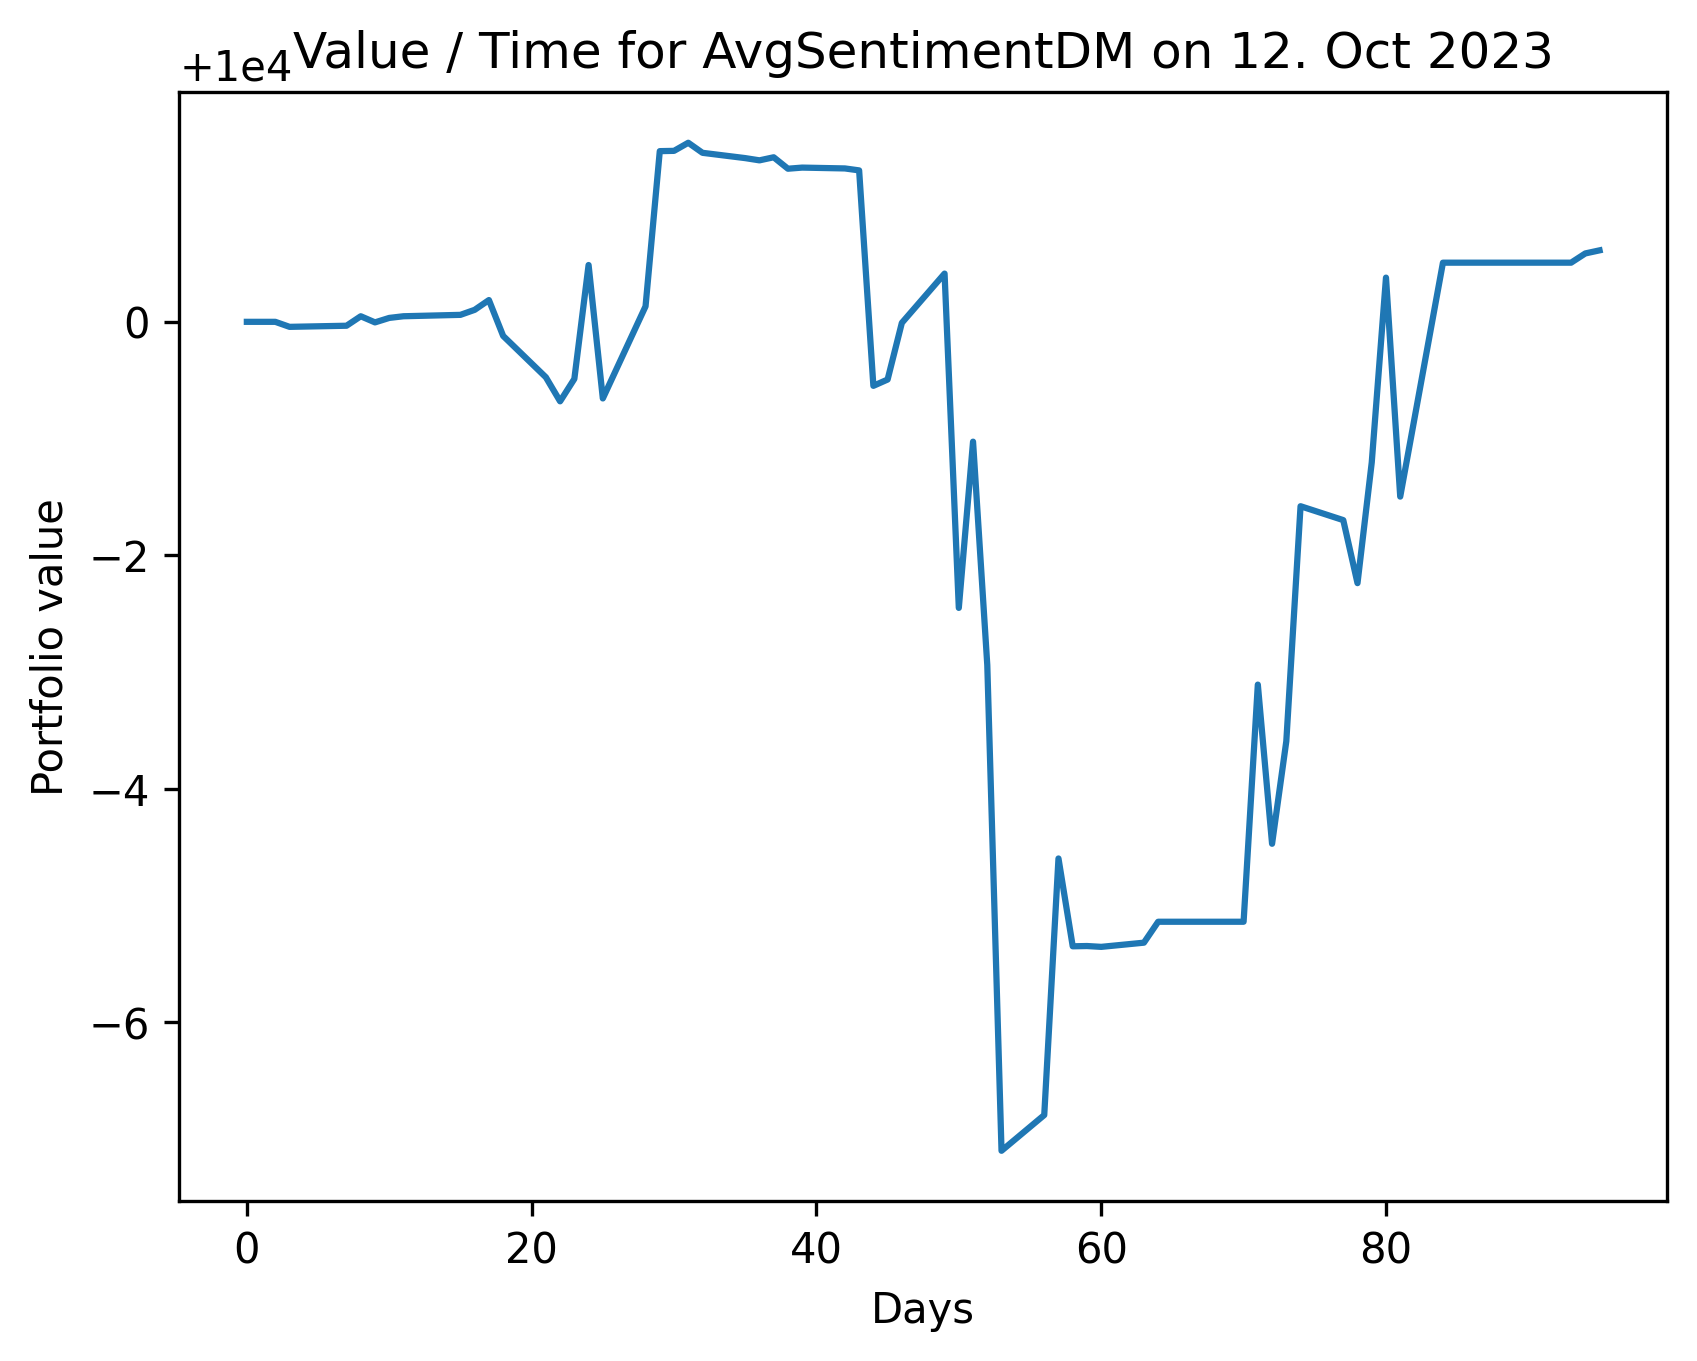 Value / Time for AvgSentimentDM on 12. Oct 2023
+1e4
0
−2
−4
−6
Portfolio value
0 20 40 60 80
Days